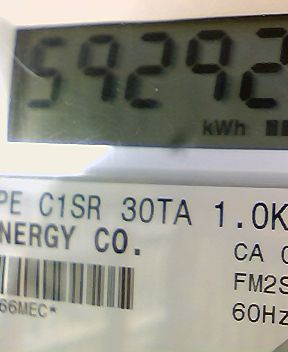 59292
kWh
PE C1SR 30TA 1.0K
NERGY CO.
CA
FM2S
60Hz
66MEC*